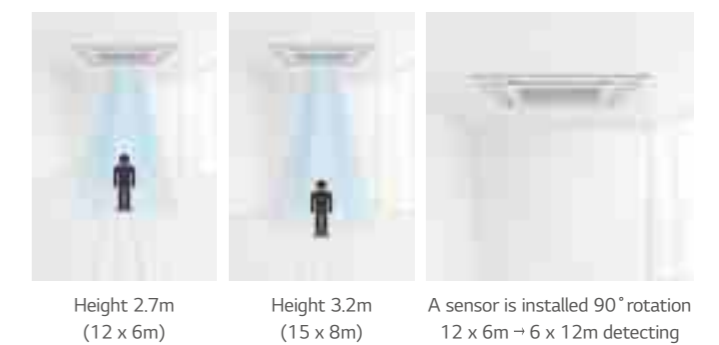 Height 2.7m
(12 x 6m)
Height 3.2m
(15 x 8m)
A sensor is installed 90˚rotation
12 x 6m → 6 x 12m detecting